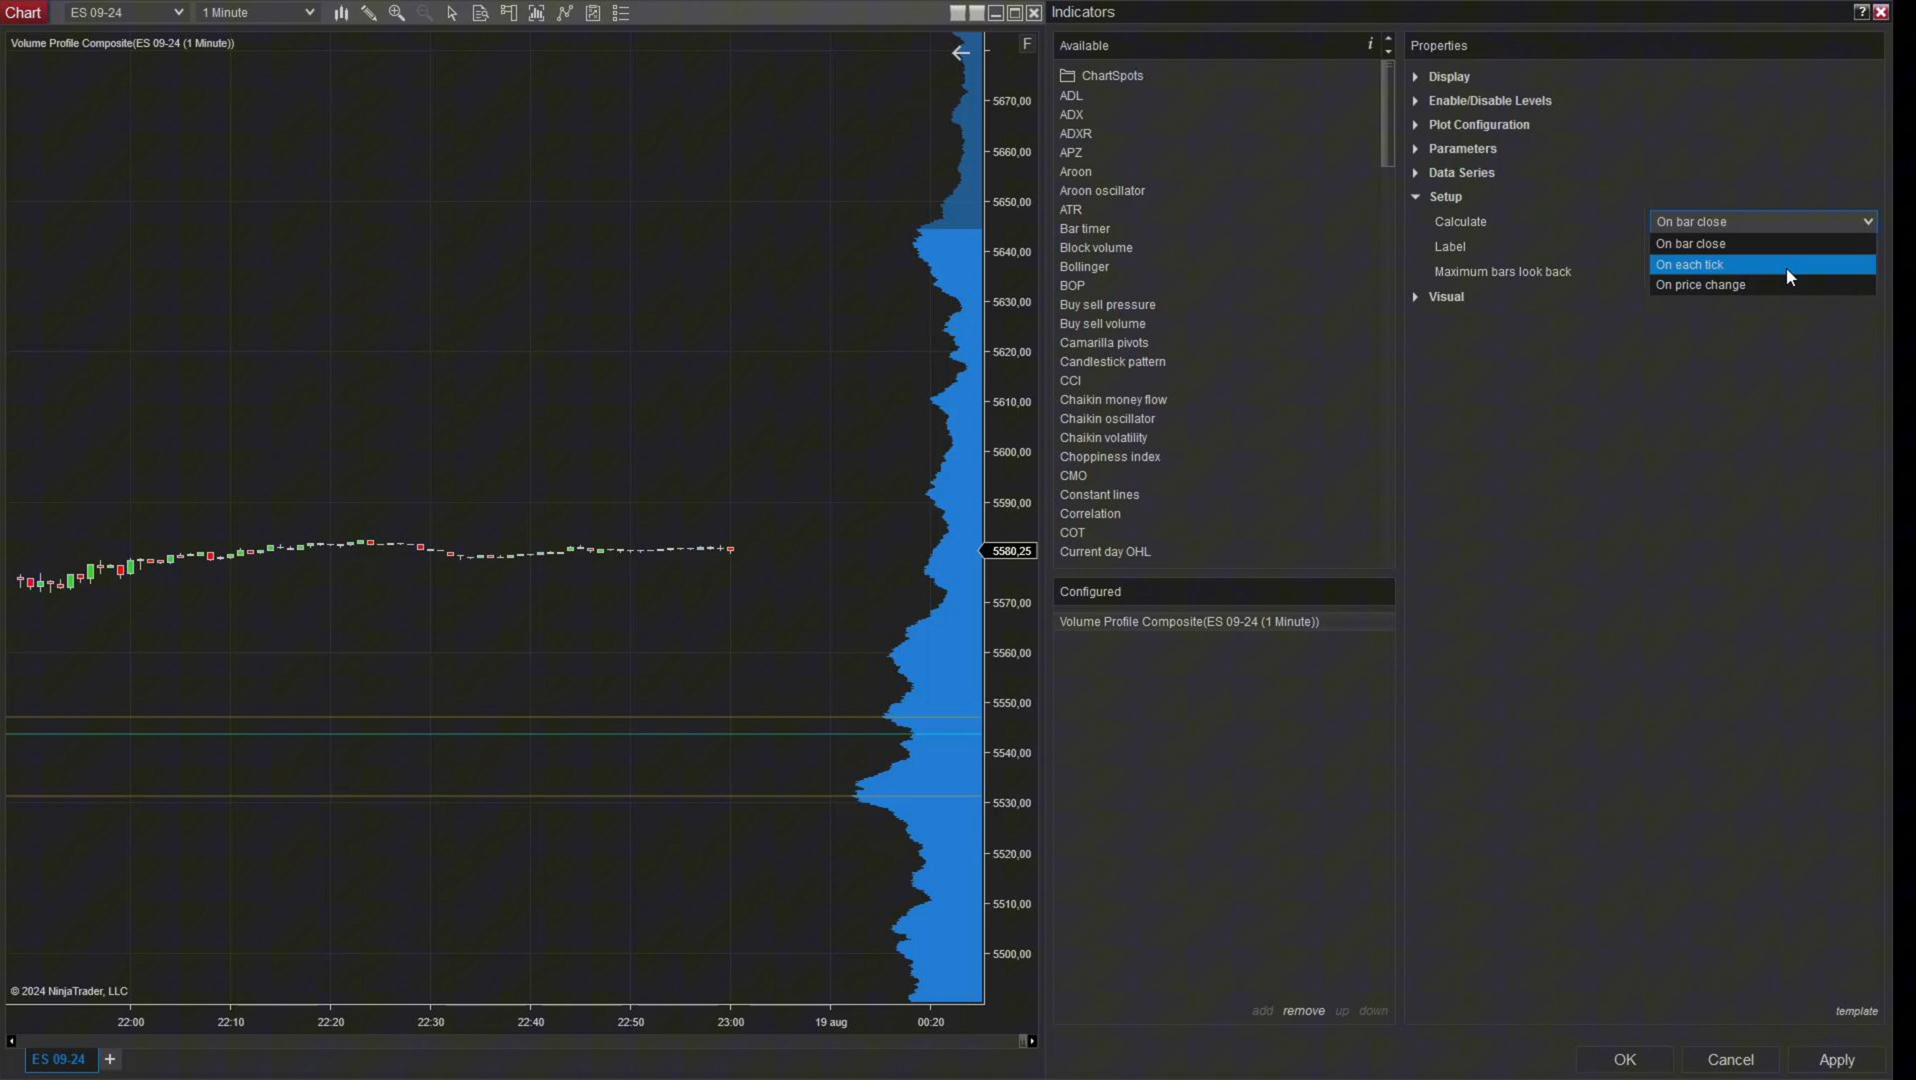 Chart
ES 09-24
1 Minute
Volume Profile Composite(ES 09-24 (1 Minute))
F
5670,00
5660,00
5650,00
5640,00
5630,00
5620,00
5610,00
5600,00
5590,00
5580,25
5570,00
5560,00
5550,00
5540,00
5530,00
5520,00
5510,00
5500,00
© 2024 NinjaTrader, LLC
22:00
22:10
22:20
22:30
22:40
22:50
23:00
19 aug
00:20
ES 09-24
+
Indicators
?
Available
i
ChartSpots
ADL
ADX
ADXR
APZ
Aroon
Aroon oscillator
ATR
Bar timer
Block volume
Bollinger
BOP
Buy sell pressure
Buy sell volume
Camarilla pivots
Candlestick pattern
CCI
Chaikin money flow
Chaikin oscillator
Chaikin volatility
Choppiness index
CMO
Constant lines
Correlation
COT
Current day OHL
Configured
Volume Profile Composite(ES 09-24 (1 Minute))
add remove up down
Properties
Display
Enable/Disable Levels
Plot Configuration
Parameters
Data Series
Setup
Calculate
On bar close
Label
On bar close
On each tick
Maximum bars look back
On price change
Visual
template
OK
Cancel
Apply